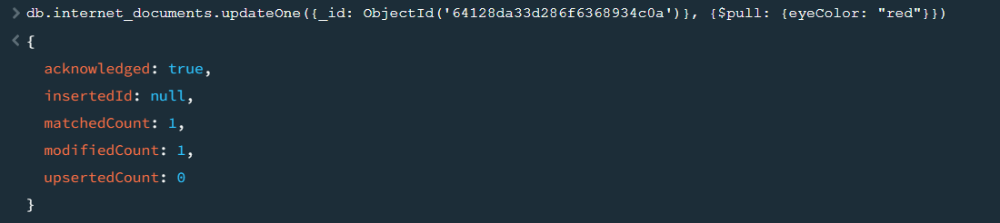 db.internet_documents.updateOne({_id: ObjectId('64128da33d286f6368934c0a')}, {$pull: {eyeColor: "red"}})
{
acknowledged: true,
insertedId: null,
matchedCount: 1,
modifiedCount: 1,
upsertedCount: 0
}